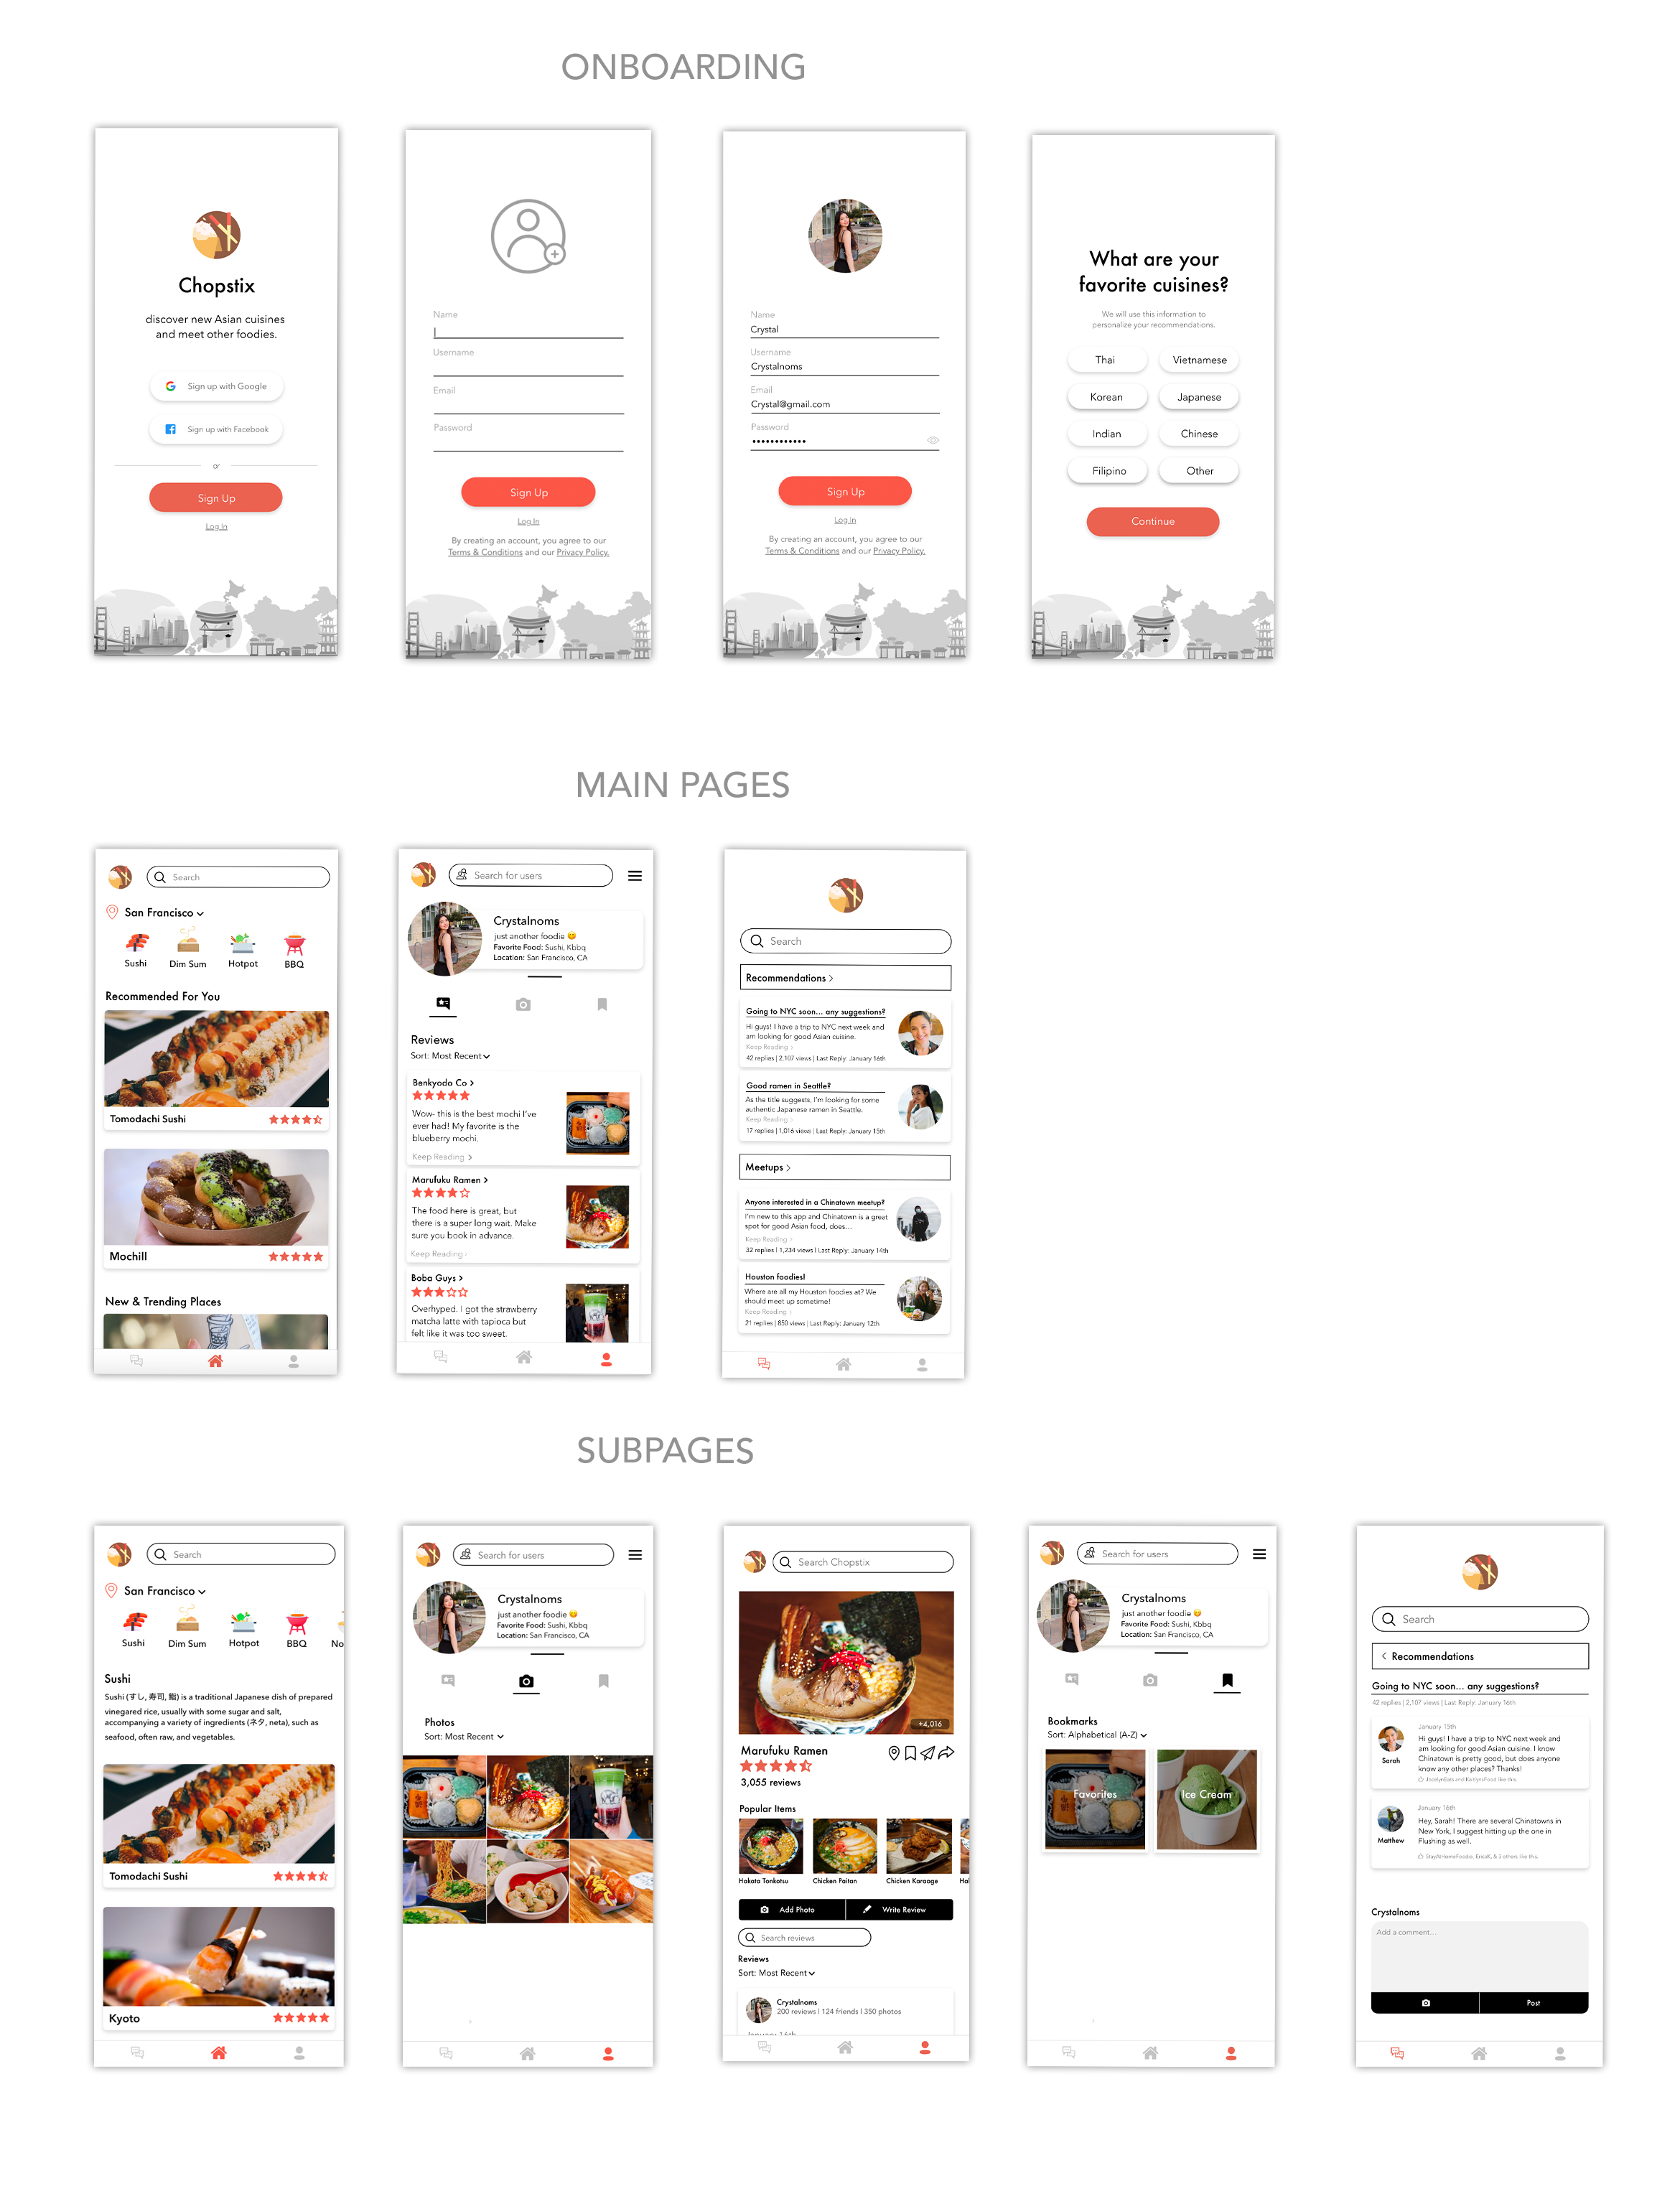 ONBOARDING
Chopstix
discover new Asian cuisines
and meet other foodies.
Sign up with Google
Sign up with Facebook
or
Sign Up
Log In
Name
Username
Email
Password
Sign Up
Log In
By creating an account, you agree to our
Terms & Conditions and our Privacy Policy.
Name
Crystal
Username
Crystalnoms
Email
Crystal@gmail.com
Password
Sign Up
Log In
By creating an account, you agree to our
Terms & Conditions and our Privacy Policy.
What are your
favorite cuisines?
We will use this information to
personalize your recommendations.
Thai
Vietnamese
Korean
Japanese
Indian
Chinese
Filipino
Other
Continue
MAIN PAGES
Search
San Francisco
Sushi
Dim Sum
Hotpot
BBQ
Recommended For You
Tomodachi Sushi
Mochill
New & Trending Places
Search for users
Crystalnoms
just another foodie 😋
Favorite Food: Sushi, Kbbq
Location: San Francisco, CA
Reviews
Sort: Most Recent
Benkyodo Co >
Wow- this is the best mochi I've
ever had! My favorite is the
blueberry mochi.
Keep Reading >
Marufuku Ramen >
The food here is great, but
there is a super long wait. Make
sure you book in advance.
Keep Reading >
Boba Guys >
Overhyped. I got the strawberry
matcha latte with tapioca but
felt like it was too sweet.
Search
Recommendations >
Going to NYC soon... any suggestions?
Hi guys! I have a trip to NYC next week and
am looking for good Asian cuisine.
Keep Reading >
42 replies | 2,107 views | Last Reply: January 16th
Good ramen in Seattle?
As the title suggests, I'm looking for some
authentic Japanese ramen in Seattle.
Keep Reading >
17 replies | 1,016 views | Last Reply: January 15th
Meetups >
Anyone interested in a Chinatown meetup?
I'm new to this app and Chinatown is a great
spot for good Asian food, does...
Keep Reading >
32 replies | 1,234 views | Last Reply: January 14th
Houston foodies!
Where are all my Houston foodies at? We
should meet up sometime!
Keep Reading >
21 replies | 850 views | Last Reply: January 12th
SUBPAGES
Search
San Francisco
Sushi
Dim Sum
Hotpot
BBQ
No
Sushi
Sushi (すし, 寿司, 鮨) is a traditional Japanese dish of prepared
vinegared rice, usually with some sugar and salt,
accompanying a variety of ingredients (ネタ, neta), such as
seafood, often raw, and vegetables.
Tomodachi Sushi
Kyoto
Search for users
Crystalnoms
just another foodie 😋
Favorite Food: Sushi, Kbbq
Location: San Francisco, CA
Photos
Sort: Most Recent
Search Chopstix
+4,016
Marufuku Ramen
3,055 reviews
Popular Items
Hakata Tonkotsu
Chicken Paitan
Chicken Karaage
Hal
Add Photo
Write Review
Search reviews
Reviews
Sort: Most Recent
Crystalnoms
200 reviews | 124 friends | 350 photos
January 16th
Search for users
Crystalnoms
just another foodie 😋
Favorite Food: Sushi, Kbbq
Location: San Francisco, CA
Bookmarks
Sort: Alphabetical (A-Z)
Favorites
Ice Cream
Search
< Recommendations
Going to NYC soon... any suggestions?
42 replies | 2,107 views | Last Reply: January 16th
January 15th
Hi guys! I have a trip to NYC next week and
am looking for good Asian cuisine. I know
Chinatown is pretty good, but does anyone
know any other places? Thanks!
Sarah
JocelynEats and KaitlynsFood like this.
January 16th
Hey, Sarah! There are several Chinatowns in
New York, I suggest hitting up the one in
Flushing as well.
Matthew
StayAtHomeFoodie, EricaK, & 3 others like this.
Crystalnoms
Add a comment...
Post